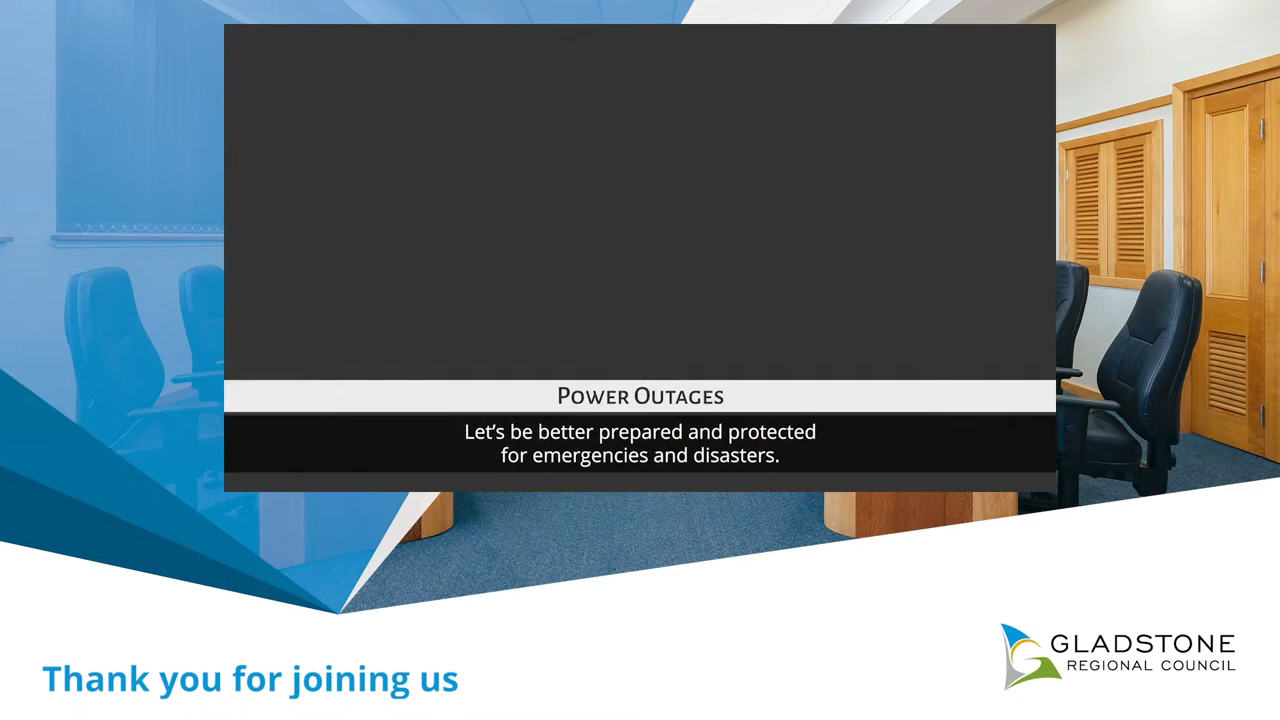 POWER OUTAGES
Let's be better prepared and protected
for emergencies and disasters.
Thank you for joining us
GLADSTONE
REGIONAL COUNCIL